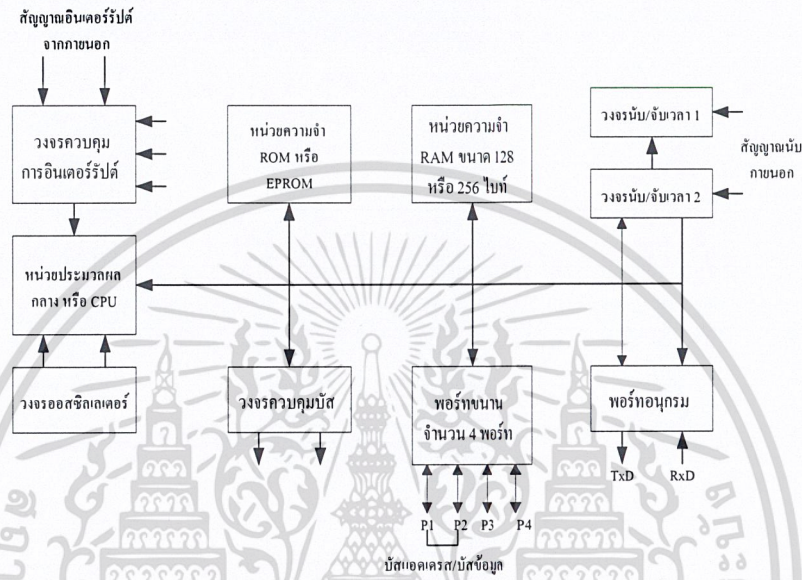 สัญญาณอินเตอร์รัปต์
จากภายนอก
วงจรควบคุม
การอินเตอร์รัปต์
หน่วยความจำ
ROM หรือ
EPROM
หน่วยความจำ
RAM ขนาด 128
หรือ 256 ไบท์
วงจรนับ/จับเวลา 1
สัญญาณนับ
ภายนอก
วงจรนับ/จับเวลา 2
หน่วยประมวลผล
กลาง หรือ CPU
วงจรออสซิลเลเตอร์
วงจรควบคุมบัส
พอร์ทขนาน
จำนวน 4 พอร์ท
พอร์ทอนุกรม
TxD RxD
P1 P2 P3 P4
บัสแอดเดรส/บัสข้อมูล